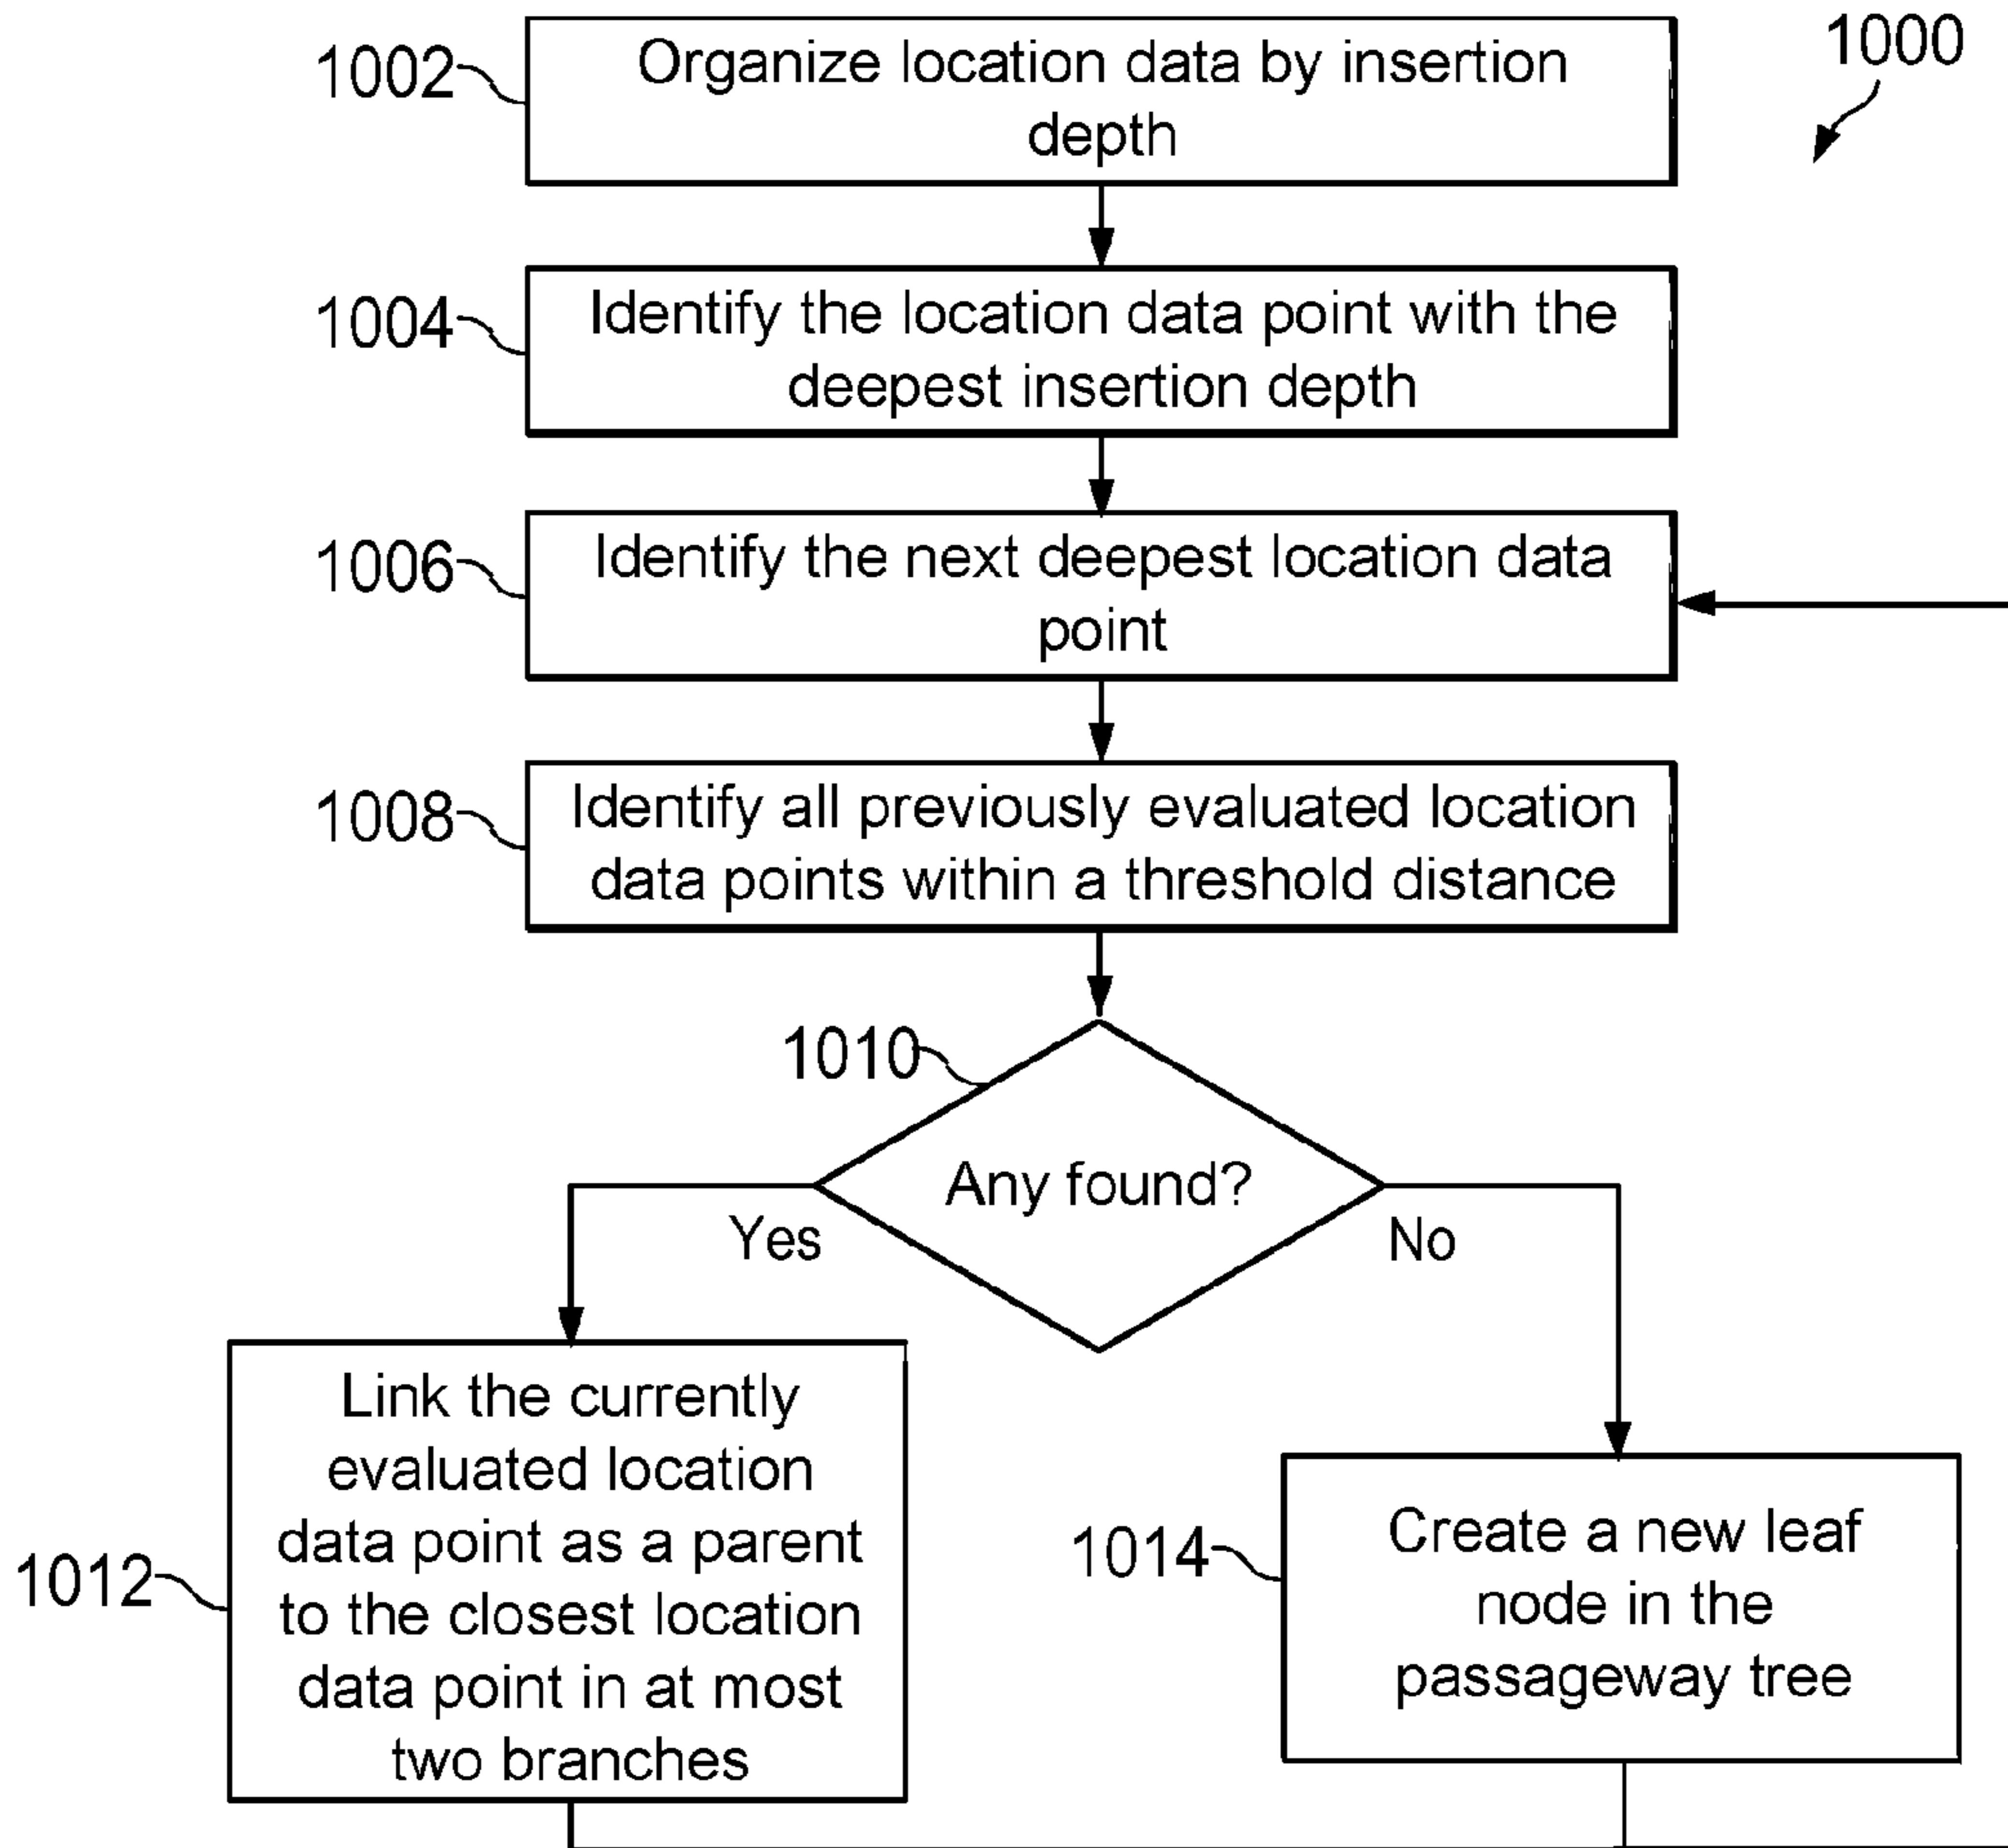 1000
1002
Organize location data by insertion
depth
1004
Identify the location data point with the
deepest insertion depth
1006
Identify the next deepest location data
point
1008
Identify all previously evaluated location
data points within a threshold distance
1010
Any found?
Yes
No
1012
Link the currently
evaluated location
data point as a parent
to the closest location
data point in at most
two branches
1014
Create a new leaf
node in the
passageway tree